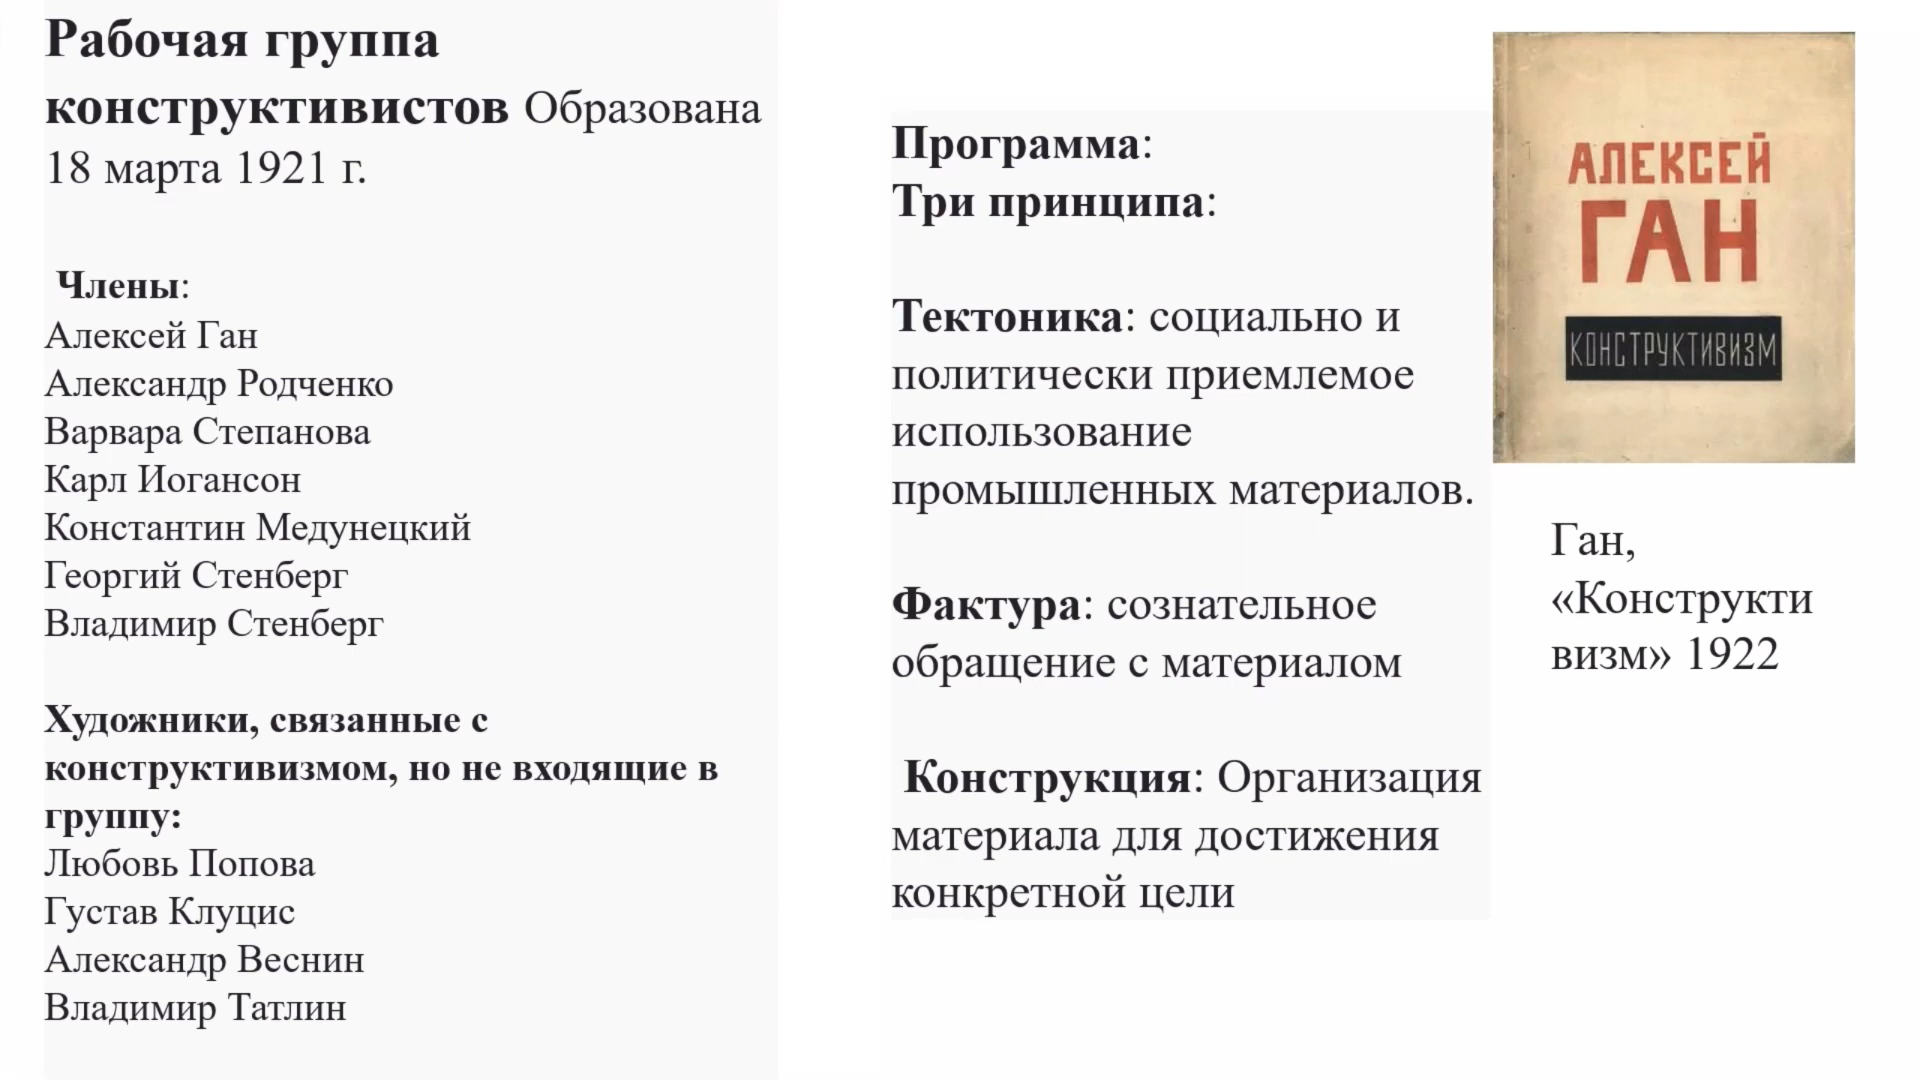 Рабочая группа
конструктивистов Образована
18 марта 1921 г.
Члены:
Алексей Ган
Александр Родченко
Варвара Степанова
Карл Иогансон
Константин Медунецкий
Георгий Стенберг
Владимир Стенберг
Художники, связанные с
конструктивизмом, но не входящие в
группу:
Любовь Попова
Густав Клуцис
Александр Веснин
Владимир Татлин
Программа:
Три принципа:
Тектоника: социально и
политически приемлемое
использование
промышленных материалов.
Фактура: сознательное
обращение с материалом
Конструкция: Организация
материала для достижения
конкретной цели
АЛЕКСЕЙ
ГАН
КОНСТРУКТИВИЗМ
Ган,
«Конструкти
визм» 1922